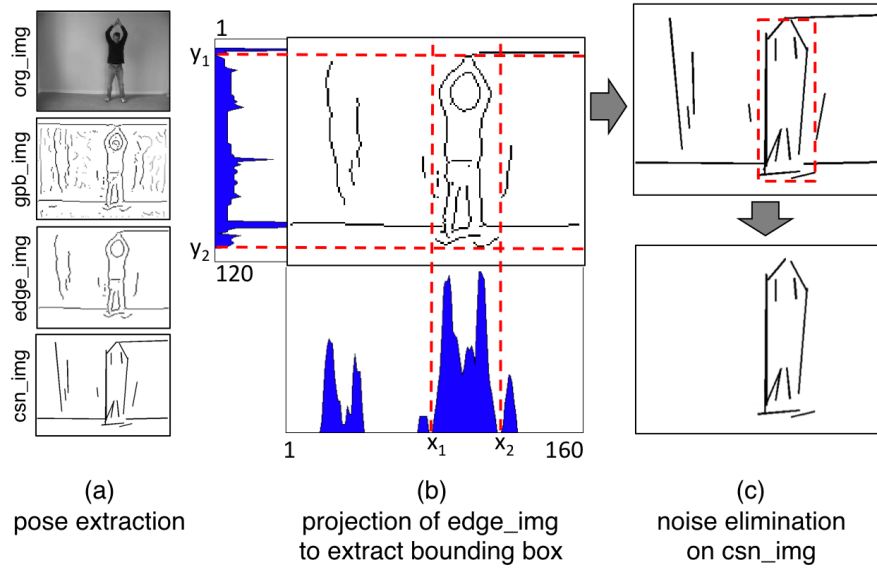 org_img
gpb_img
edge_img
csn_img
1
y1
y2
120
1
x1
x2
160
(a)
pose extraction
(b)
projection of edge_img
to extract bounding box
(c)
noise elimination
on csn_img